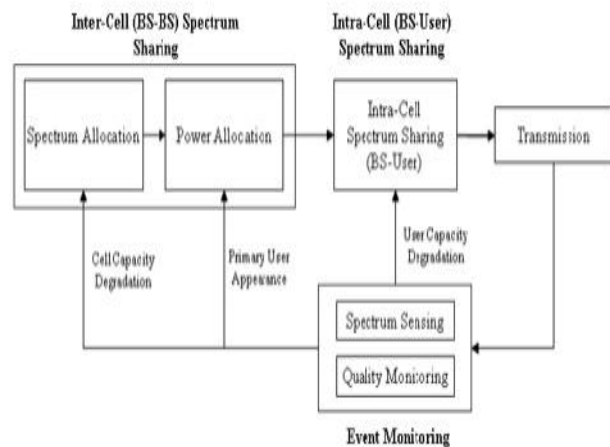 Inter-Cell (BS-BS) Spectrum
Sharing
Intra-Cell (BS-User)
Spectrum Sharing
Spectrum Allocation
Power Allocation
Intra-Cell
Spectrum Sharing
(BS-User)
Transmission
Cell Capacity
Degradation
Primary User
Appearance
User Capacity
Degradation
Spectrum Sensing
Quality Monitoring
Event Monitoring